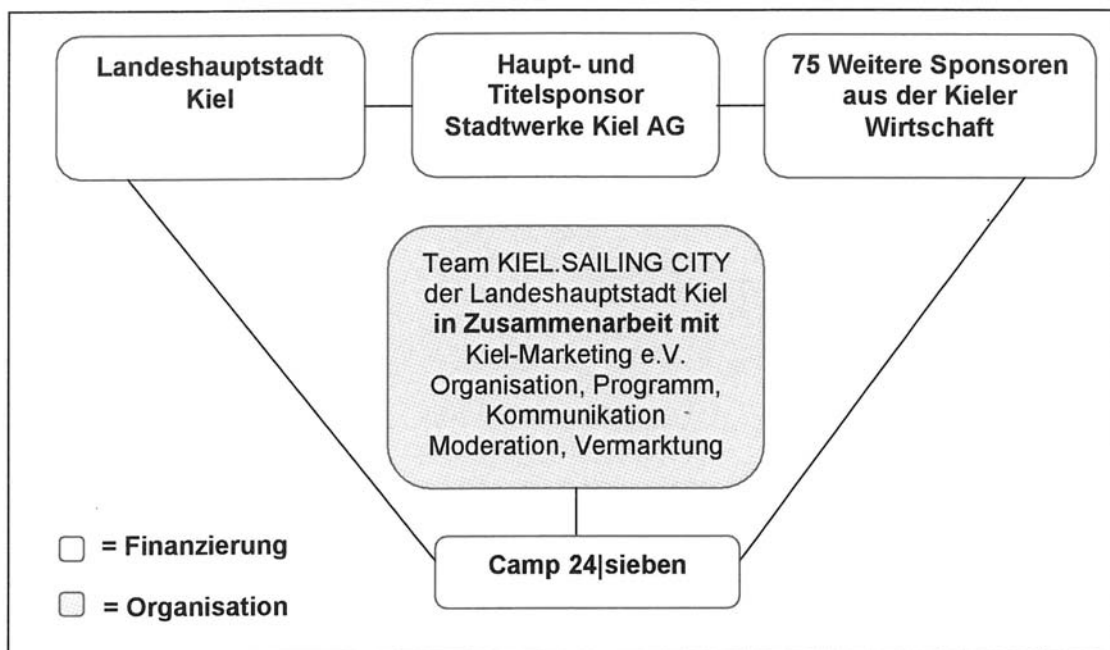 Landeshauptstadt
Kiel
Haupt- und
Titelsponsor
Stadtwerke Kiel AG
75 Weitere Sponsoren
aus der Kieler
Wirtschaft
Team KIEL.SAILING CITY
der Landeshauptstadt Kiel
in Zusammenarbeit mit
Kiel-Marketing e.V.
Organisation, Programm,
Kommunikation
Moderation, Vermarktung
Camp 24|sieben
= Finanzierung
= Organisation